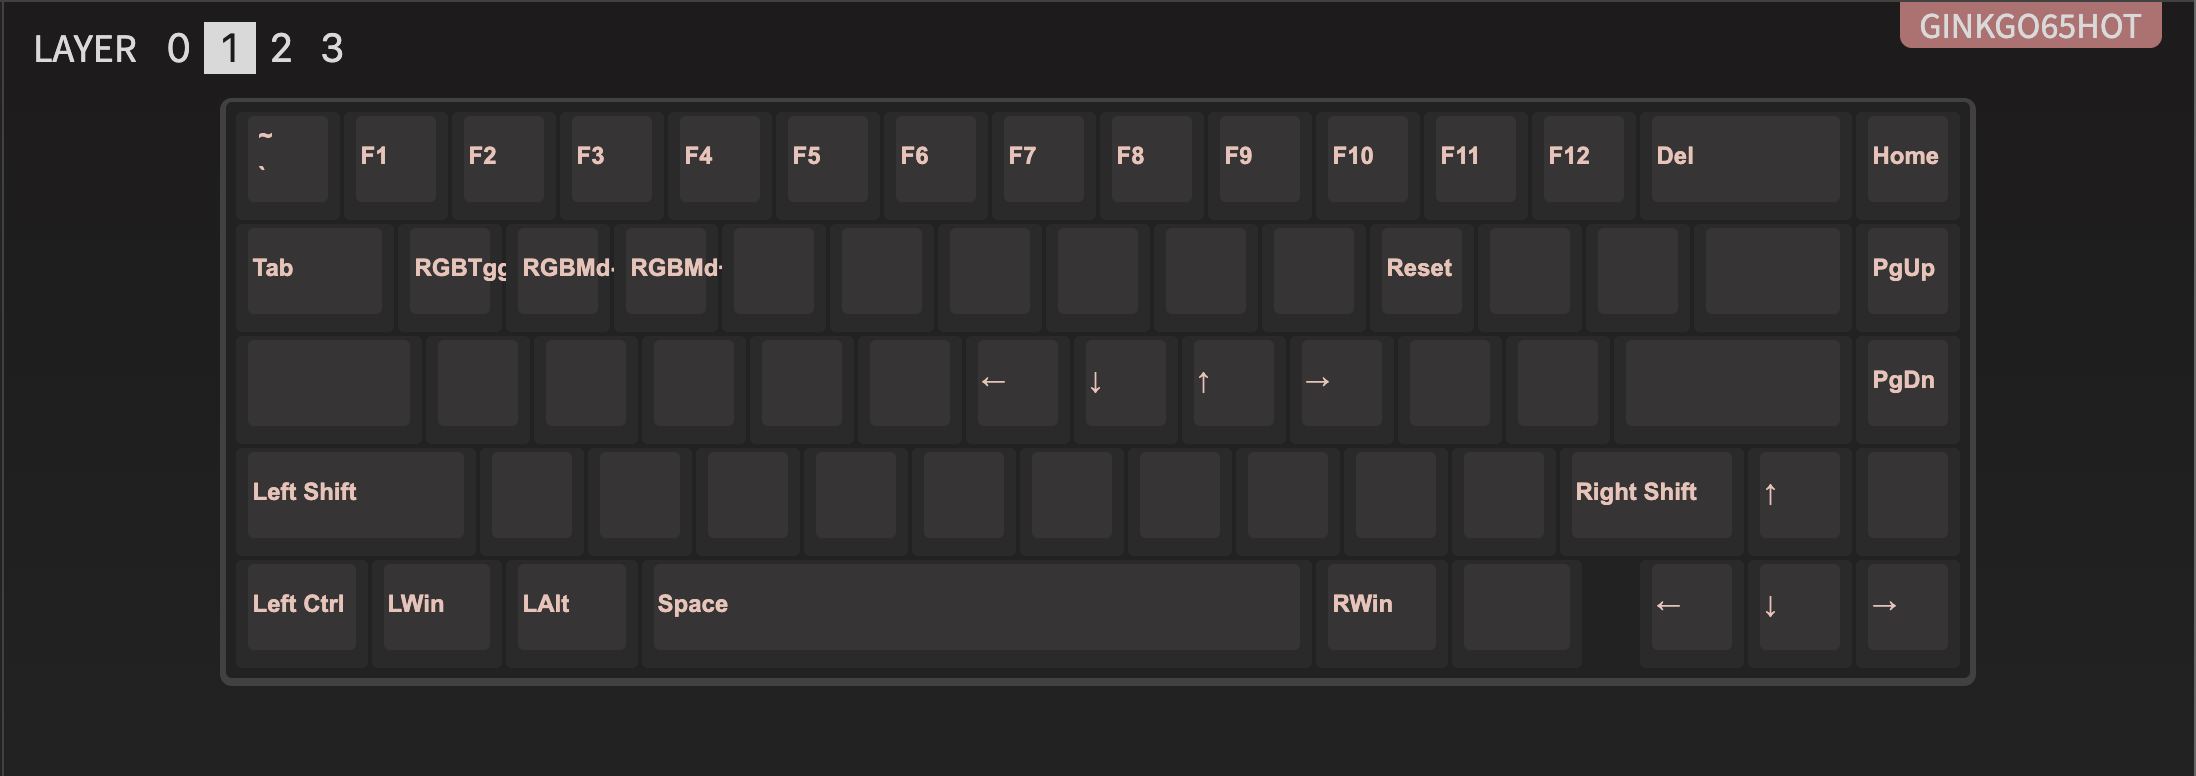 LAYER 0 1 2 3
GINKGO65HOT
~
` F1 F2 F3 F4 F5 F6 F7 F8 F9 F10 F11 F12 Del Home
Tab RGBTgg RGBMd- RGBMd- Reset PgUp
← ↓ ↑ → PgDn
Left Shift Right Shift ↑
Left Ctrl LWin LAlt Space RWin ← ↓ →